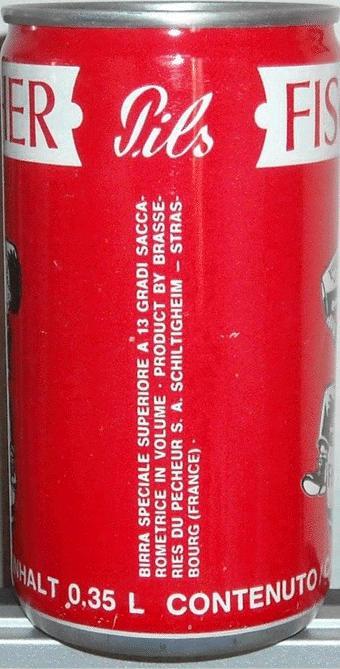 HER
Pils
FIS
BIRRA SPECIALE SUPERIORE A 13 GRADI SACCA-
ROMETRICE IN VOLUME · PRODUCT BY BRASSE-
RIES DU PECHEUR S. A. SCHILTIGHEIM – STRAS-
BOURG (FRANCE) ·
NHALT 0,35 L CONTENUTO/